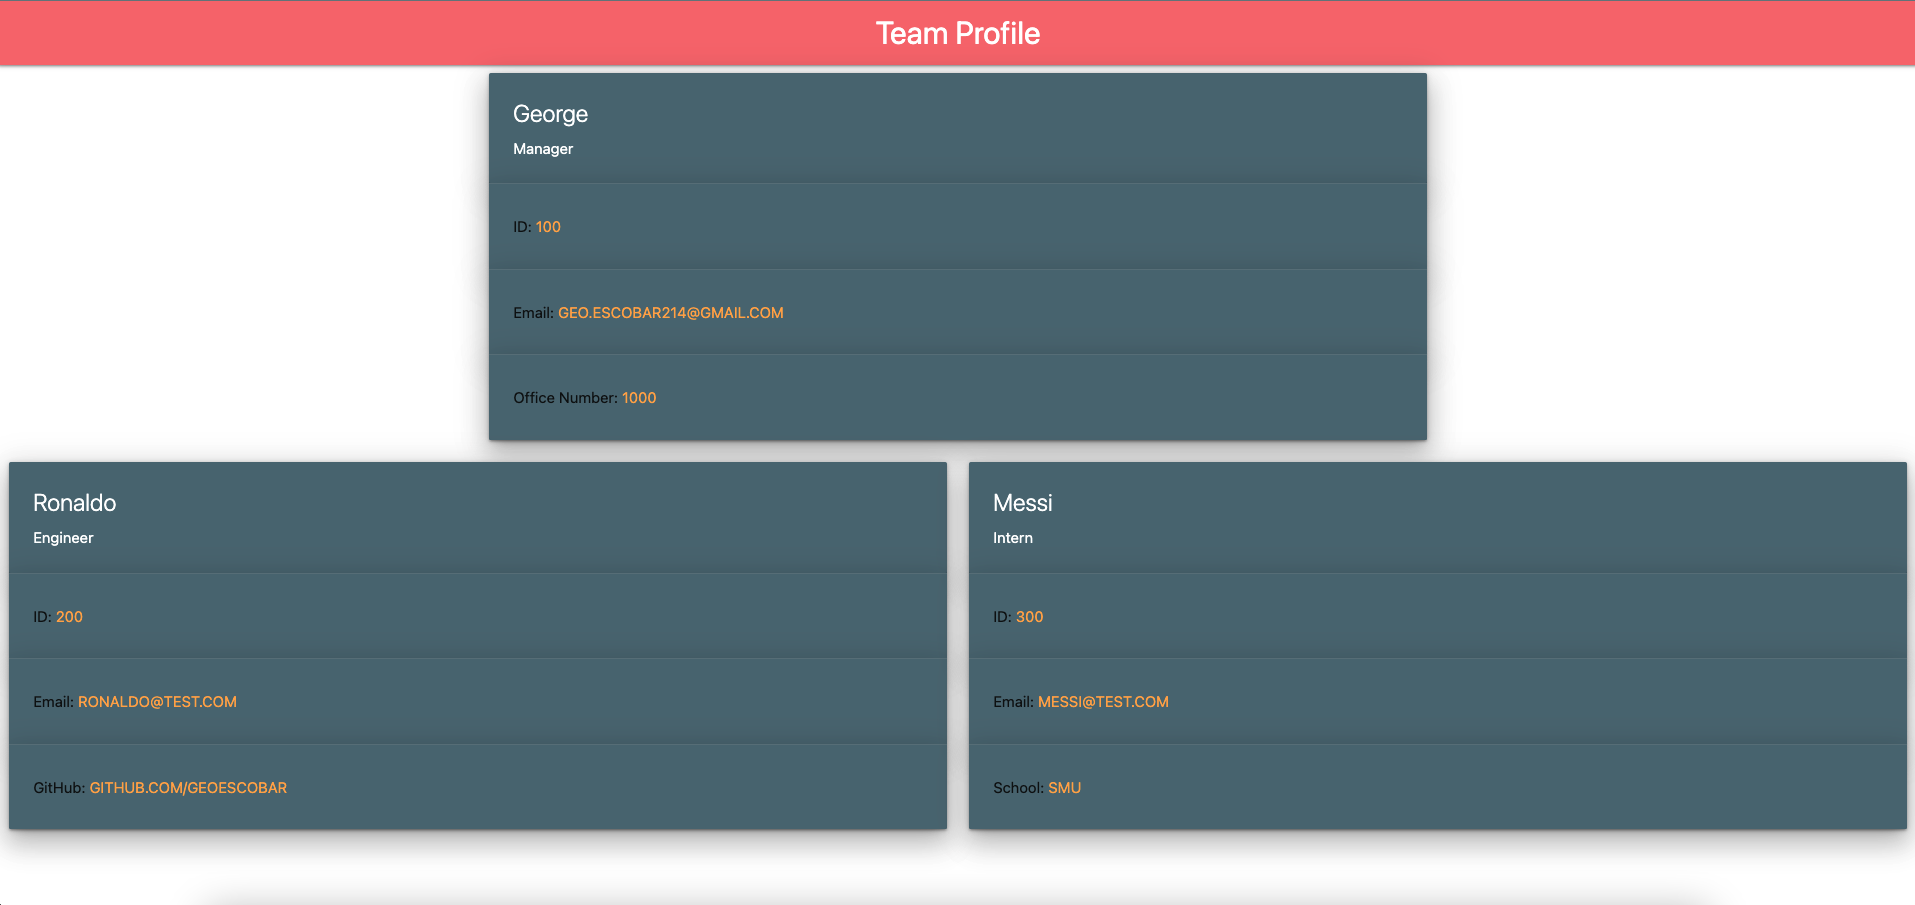 Team Profile
George
Manager
ID: 100
Email: GEO.ESCOBAR214@GMAIL.COM
Office Number: 1000
Ronaldo
Engineer
ID: 200
Email: RONALDO@TEST.COM
GitHub: GITHUB.COM/GEOESCOBAR
Messi
Intern
ID: 300
Email: MESSI@TEST.COM
School: SMU